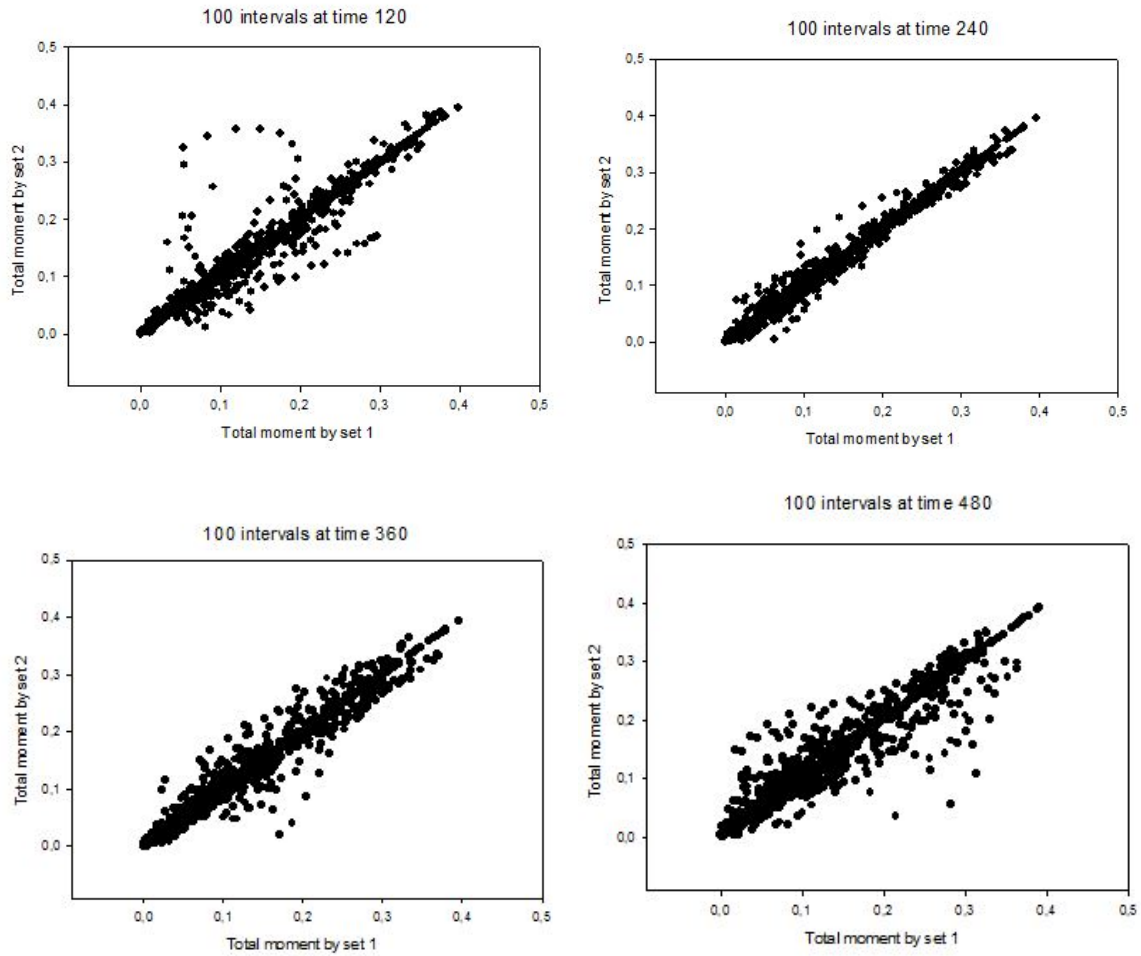 100 intervals at time 120
0,5
0,4
0,3
0,2
0,1
0,0
Total moment by set 2
0,0 0,1 0,2 0,3 0,4 0,5
Total moment by set 1
100 intervals at time 240
0,5
0,4
0,3
0,2
0,1
0,0
Total moment by set 2
0,0 0,1 0,2 0,3 0,4 0,5
Total moment by set 1
100 intervals at time 360
0,5
0,4
0,3
0,2
0,1
0,0
Total moment by set 2
0,0 0,1 0,2 0,3 0,4 0,5
Total moment by set 1
100 intervals at time 480
0,5
0,4
0,3
0,2
0,1
0,0
Total moment by set 2
0,0 0,1 0,2 0,3 0,4 0,5
Total moment by set 1